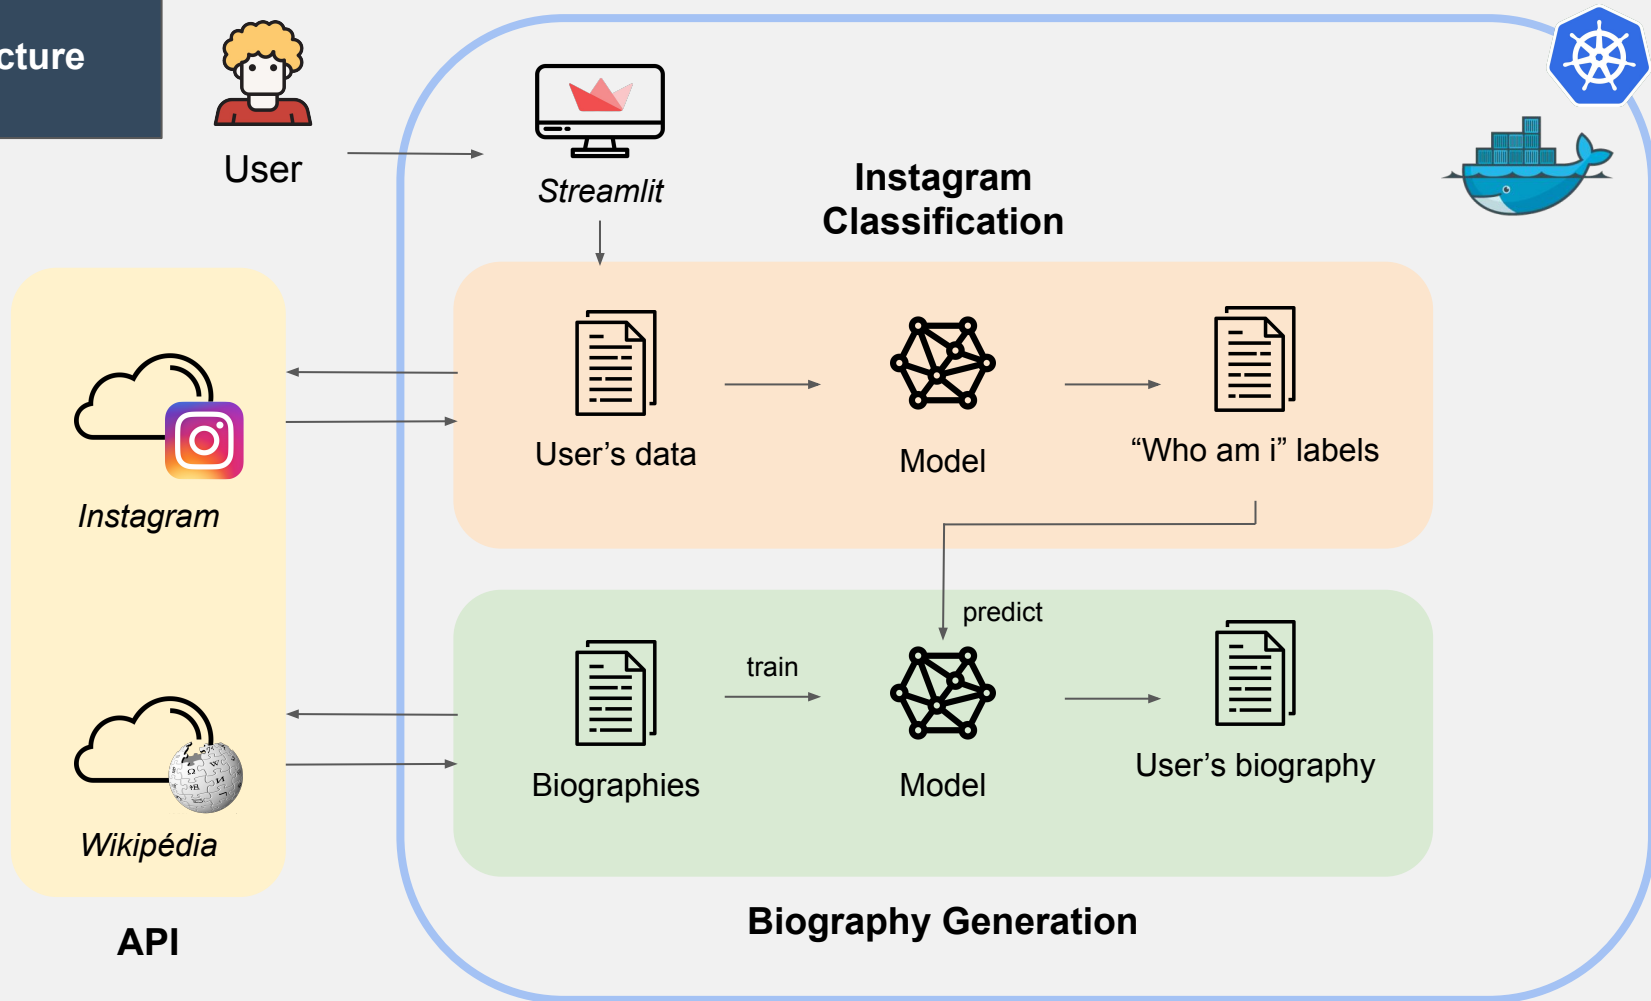 cture
User
Streamlit
Instagram
Classification
User's data
Model
“Who am i” labels
Instagram
predict
train
Biographies
Model
User's biography
Wikipédia
Biography Generation
API